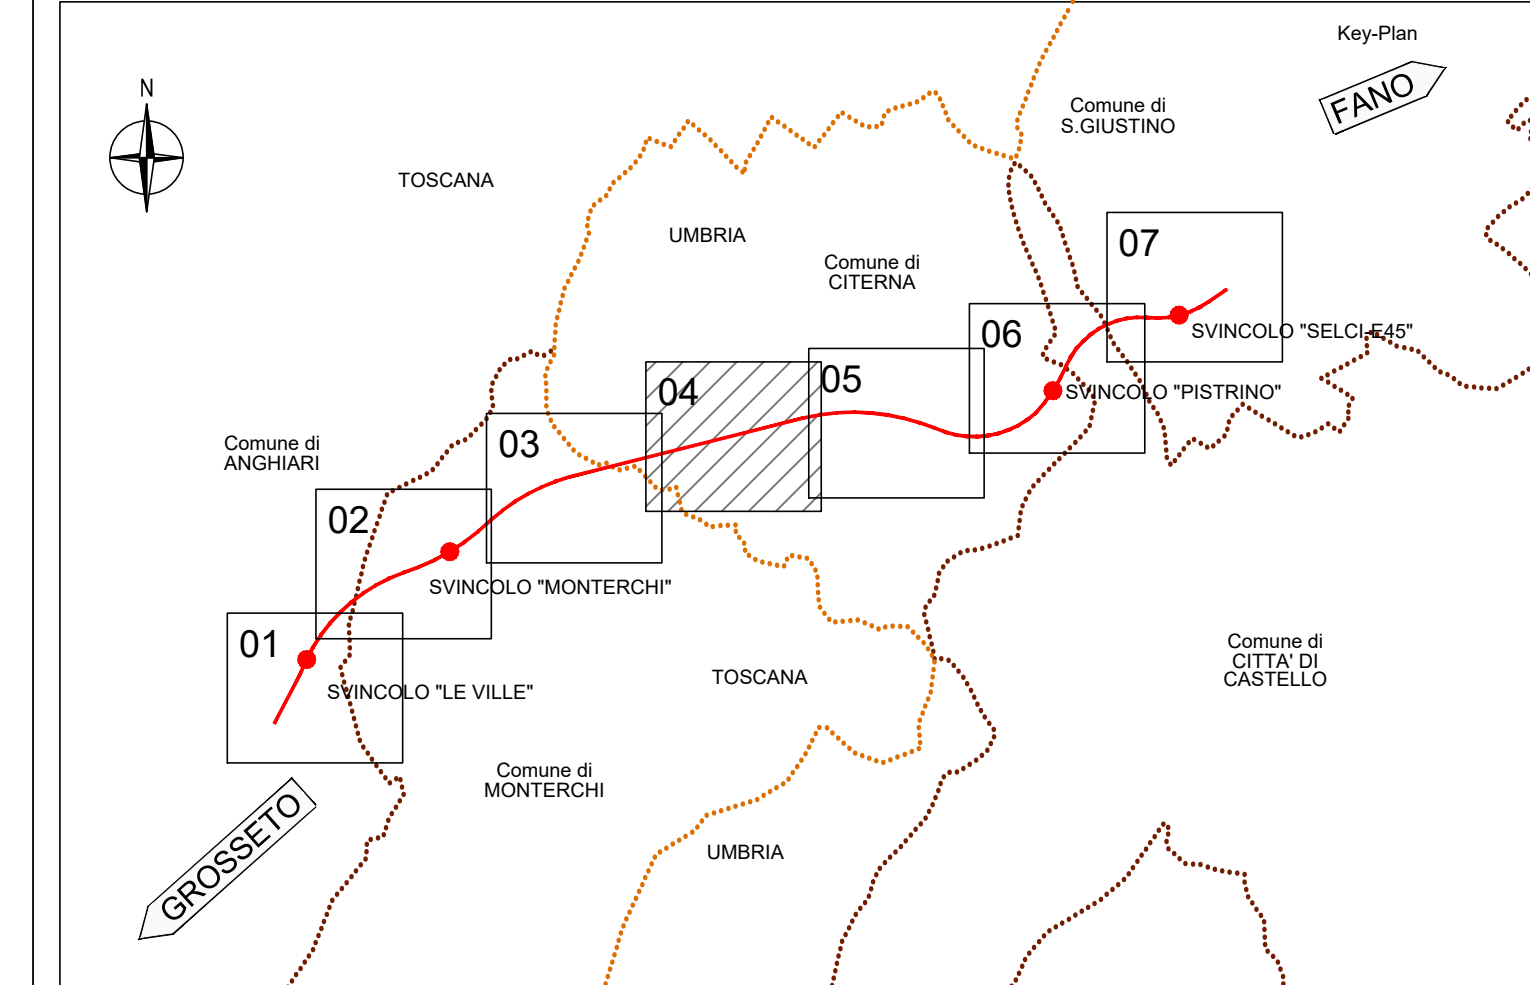 Key-Plan
N
FANO
Comune di
S.GIUSTINO
TOSCANA
UMBRIA
Comune di
CITERNA
07
06
SVINCOLO "SELCI-E45"
05
04
SVINCOLO "PISTRINO"
03
Comune di
ANGHIARI
02
SVINCOLO "MONTERCHI"
01
SVINCOLO "LE VILLE"
TOSCANA
Comune di
CITTA' DI
CASTELLO
Comune di
MONTERCHI
GROSSETO
UMBRIA